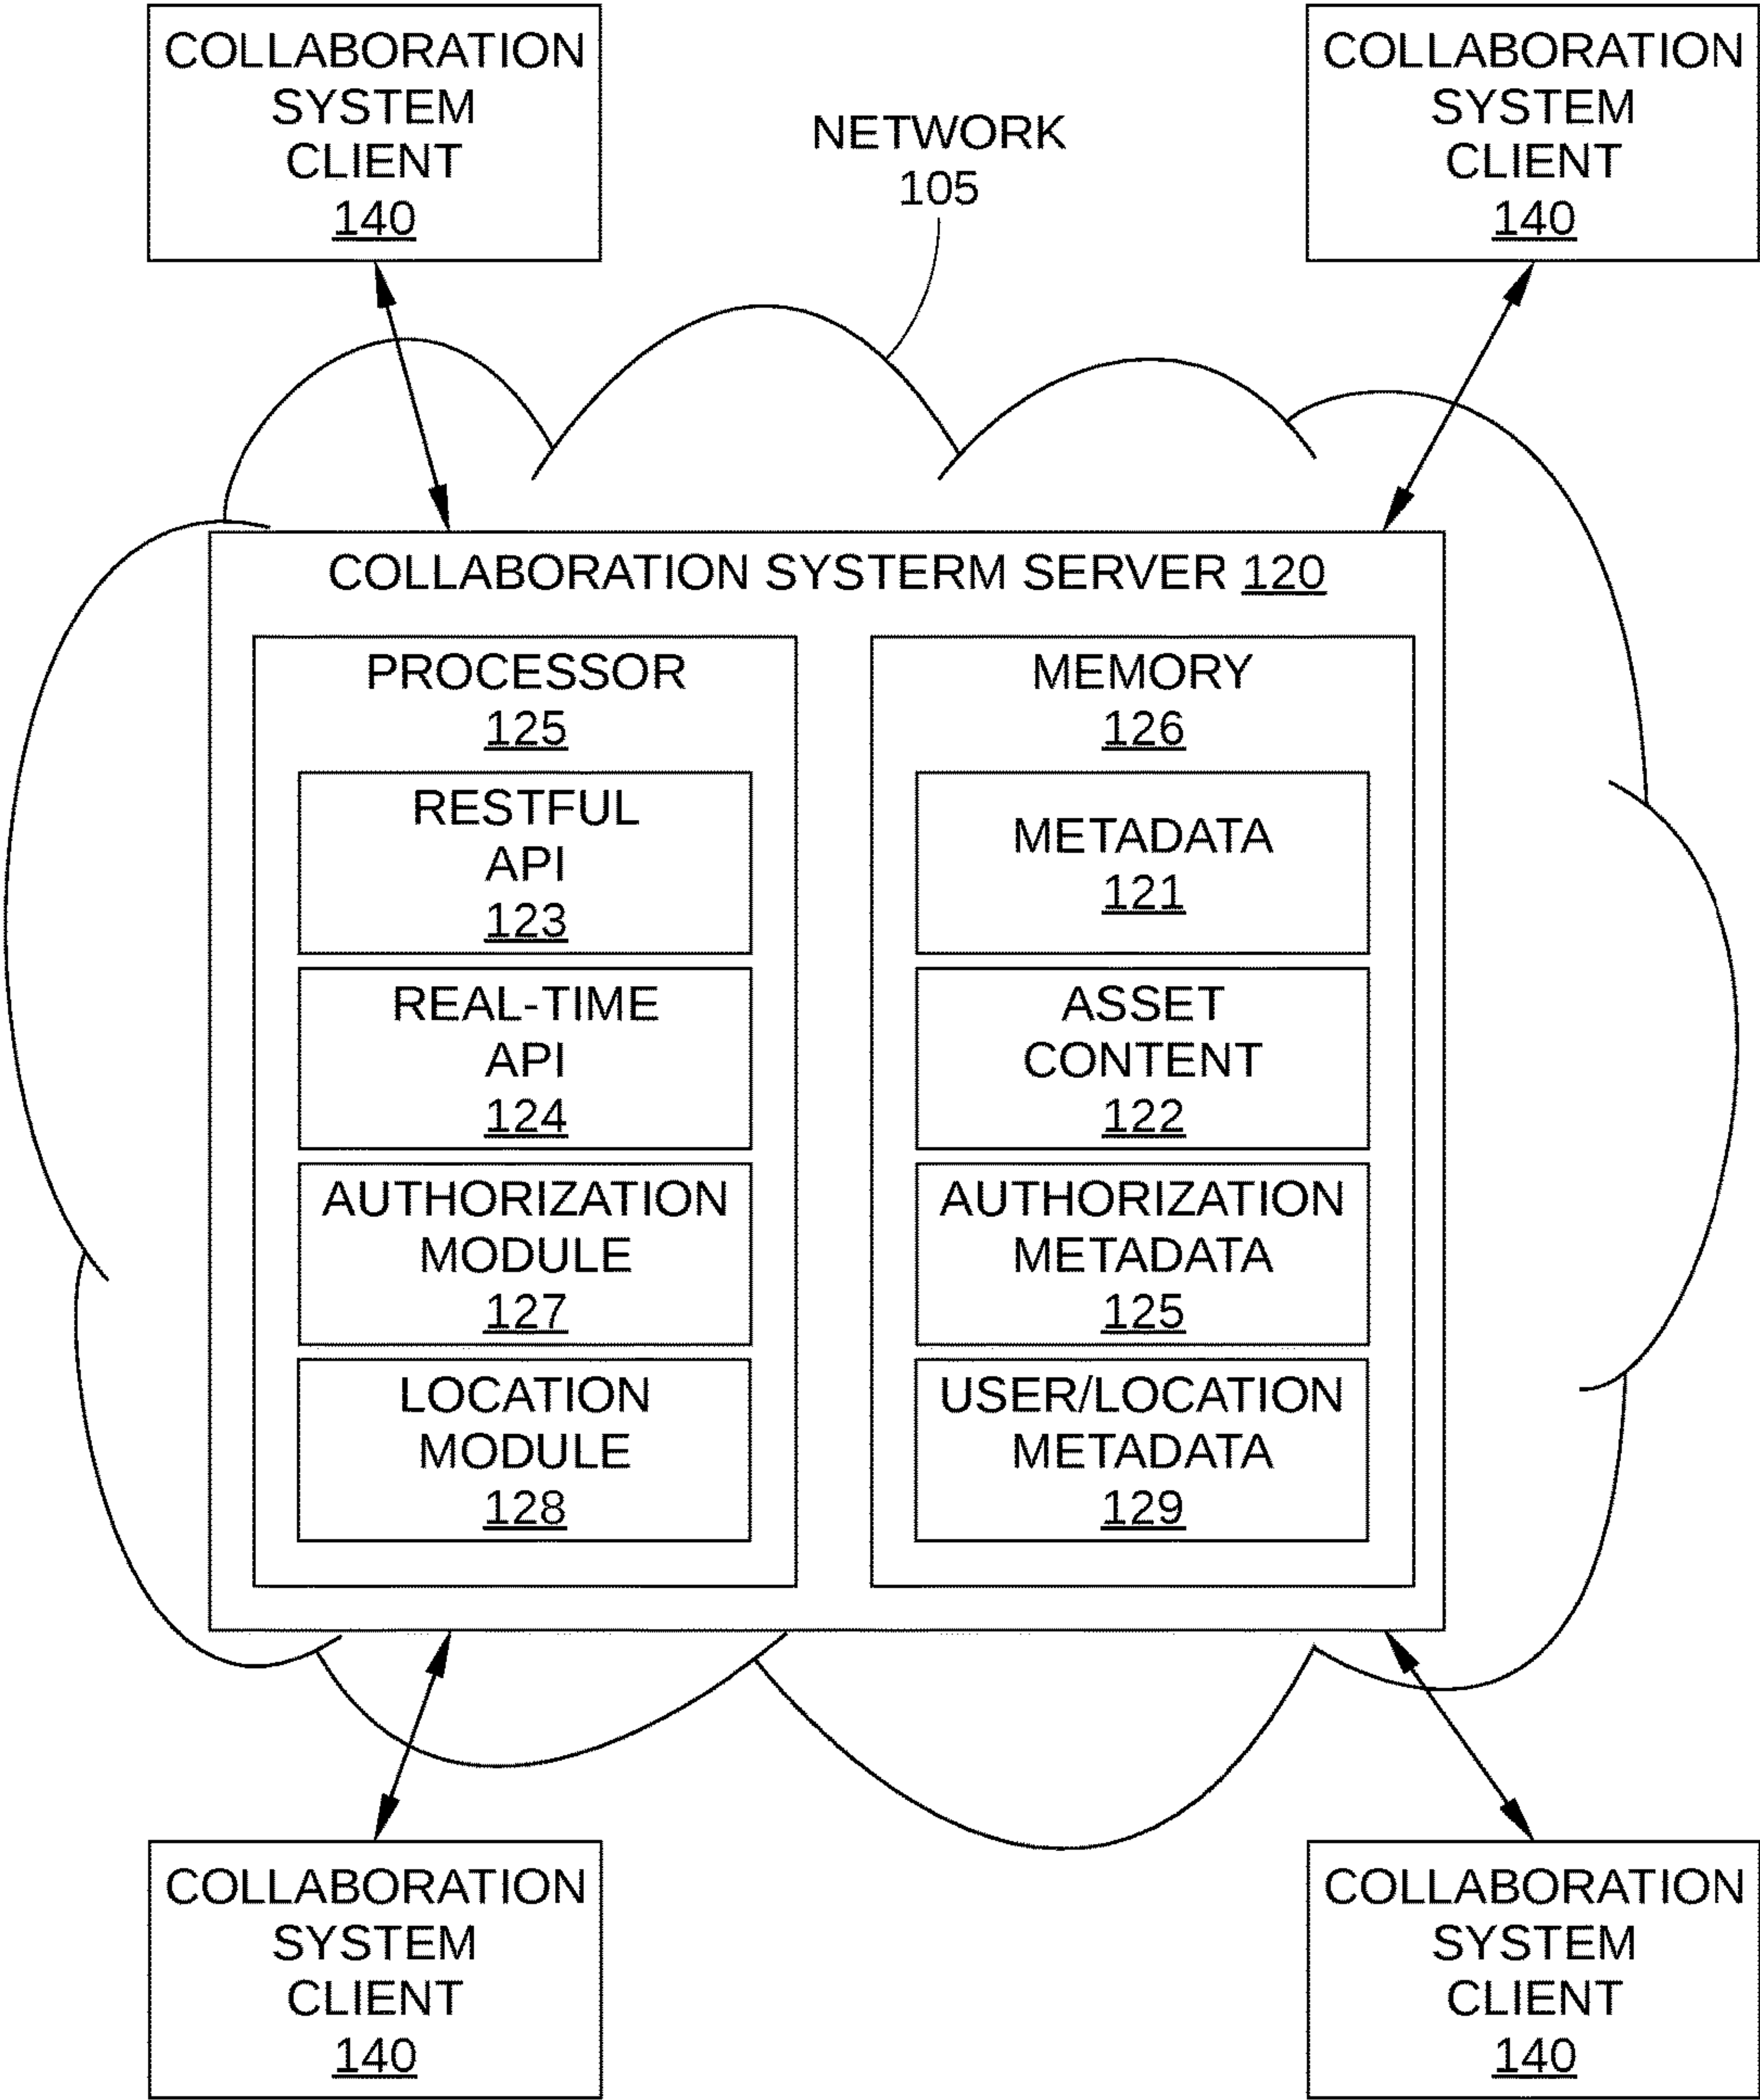 COLLABORATION
SYSTEM
CLIENT
140
COLLABORATION
SYSTEM
CLIENT
140
NETWORK
105
COLLABORATION SYSTERM SERVER 120
PROCESSOR
125
RESTFUL
API
123
REAL-TIME
API
124
AUTHORIZATION
MODULE
127
LOCATION
MODULE
128
MEMORY
126
METADATA
121
ASSET
CONTENT
122
AUTHORIZATION
METADATA
125
USER/LOCATION
METADATA
129
COLLABORATION
SYSTEM
CLIENT
140
COLLABORATION
SYSTEM
CLIENT
140